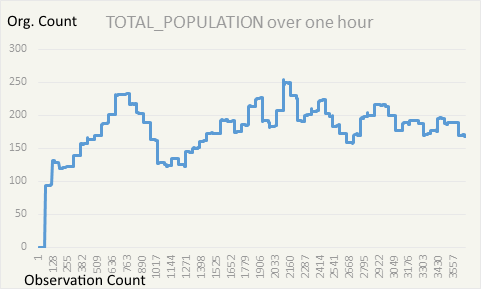 Org. Count
TOTAL_POPULATION over one hour
300
250
200
150
100
50
0
1 128 255 382 509 636 763 890 1017 1144 1271 1398 1525 1652 1779 1906 2033 2160 2287 2414 2541 2668 2795 2922 3049 3176 3303 3430 3557
Observation Count